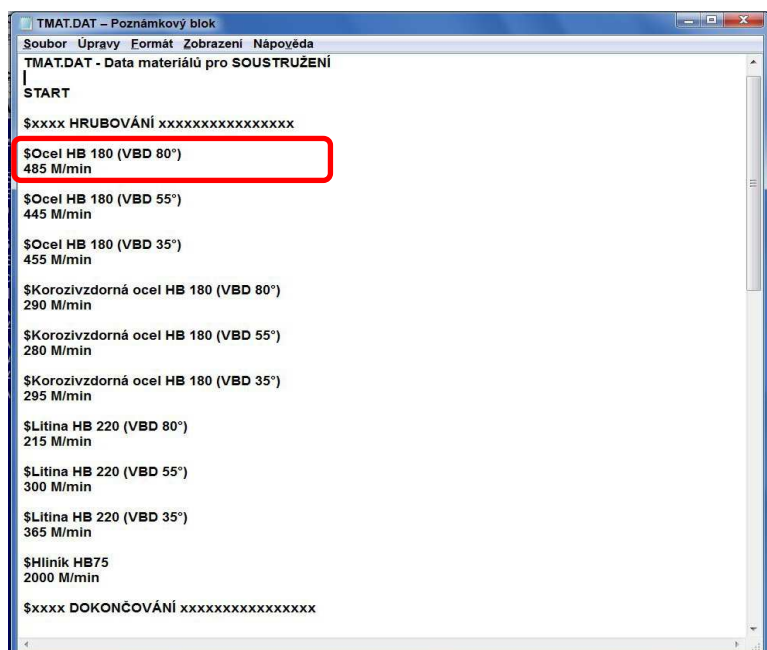 TMAT.DAT – Poznámkový blok
Soubor Úpravy Formát Zobrazení Nápověda
TMAT.DAT - Data materiálů pro SOUSTRUŽENÍ
START
$xxxx HRUBOVÁNÍ xxxxxxxxxxxxxxxx
$Ocel HB 180 (VBD 80°)
485 M/min
$Ocel HB 180 (VBD 55°)
445 M/min
$Ocel HB 180 (VBD 35°)
455 M/min
$Korozivzdorná ocel HB 180 (VBD 80°)
290 M/min
$Korozivzdorná ocel HB 180 (VBD 55°)
280 M/min
$Korozivzdorná ocel HB 180 (VBD 35°)
295 M/min
$Litina HB 220 (VBD 80°)
215 M/min
$Litina HB 220 (VBD 55°)
300 M/min
$Litina HB 220 (VBD 35°)
365 M/min
$Hliník HB75
2000 M/min
$xxxx DOKONČOVÁNÍ xxxxxxxxxxxxxxxx